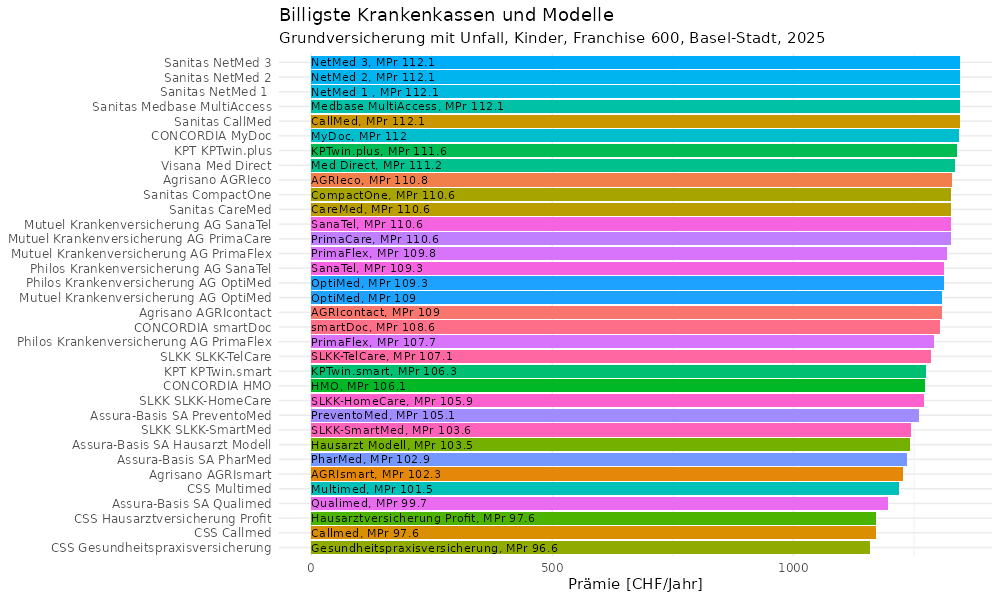 Billigste Krankenkassen und Modelle
Grundversicherung mit Unfall, Kinder, Franchise 600, Basel-Stadt, 2025
Sanitas NetMed 3 NetMed 3, MPr 112.1
Sanitas NetMed 2 NetMed 2, MPr 112.1
Sanitas NetMed 1 NetMed 1 , MPr 112.1
Sanitas Medbase MultiAccess Medbase MultiAccess, MPr 112.1
Sanitas CallMed CallMed, MPr 112.1
CONCORDIA MyDoc MyDoc, MPr 112
KPT KPTwin.plus KPTwin.plus, MPr 111.6
Visana Med Direct Med Direct, MPr 111.2
Agrisano AGRIeco AGRIeco, MPr 110.8
Sanitas CompactOne CompactOne, MPr 110.6
Sanitas CareMed CareMed, MPr 110.6
Mutuel Krankenversicherung AG SanaTel SanaTel, MPr 110.6
Mutuel Krankenversicherung AG PrimaCare PrimaCare, MPr 110.6
Mutuel Krankenversicherung AG PrimaFlex PrimaFlex, MPr 109.8
Philos Krankenversicherung AG SanaTel SanaTel, MPr 109.3
Philos Krankenversicherung AG OptiMed OptiMed, MPr 109.3
Mutuel Krankenversicherung AG OptiMed OptiMed, MPr 109
Agrisano AGRIcontact AGRIcontact, MPr 109
CONCORDIA smartDoc smartDoc, MPr 108.6
Philos Krankenversicherung AG PrimaFlex PrimaFlex, MPr 107.7
SLKK SLKK-TelCare SLKK-TelCare, MPr 107.1
KPT KPTwin.smart KPTwin.smart, MPr 106.3
CONCORDIA HMO HMO, MPr 106.1
SLKK SLKK-HomeCare SLKK-HomeCare, MPr 105.9
Assura-Basis SA PreventoMed PreventoMed, MPr 105.1
SLKK SLKK-SmartMed SLKK-SmartMed, MPr 103.6
Assura-Basis SA Hausarzt Modell Hausarzt Modell, MPr 103.5
Assura-Basis SA PharMed PharMed, MPr 102.9
Agrisano AGRIsmart AGRIsmart, MPr 102.3
CSS Multimed Multimed, MPr 101.5
Assura-Basis SA Qualimed Qualimed, MPr 99.7
CSS Hausarztversicherung Profit Hausarztversicherung Profit, MPr 97.6
CSS Callmed Callmed, MPr 97.6
CSS Gesundheitspraxisversicherung Gesundheitspraxisversicherung, MPr 96.6
0 500 1000
Prämie [CHF/Jahr]